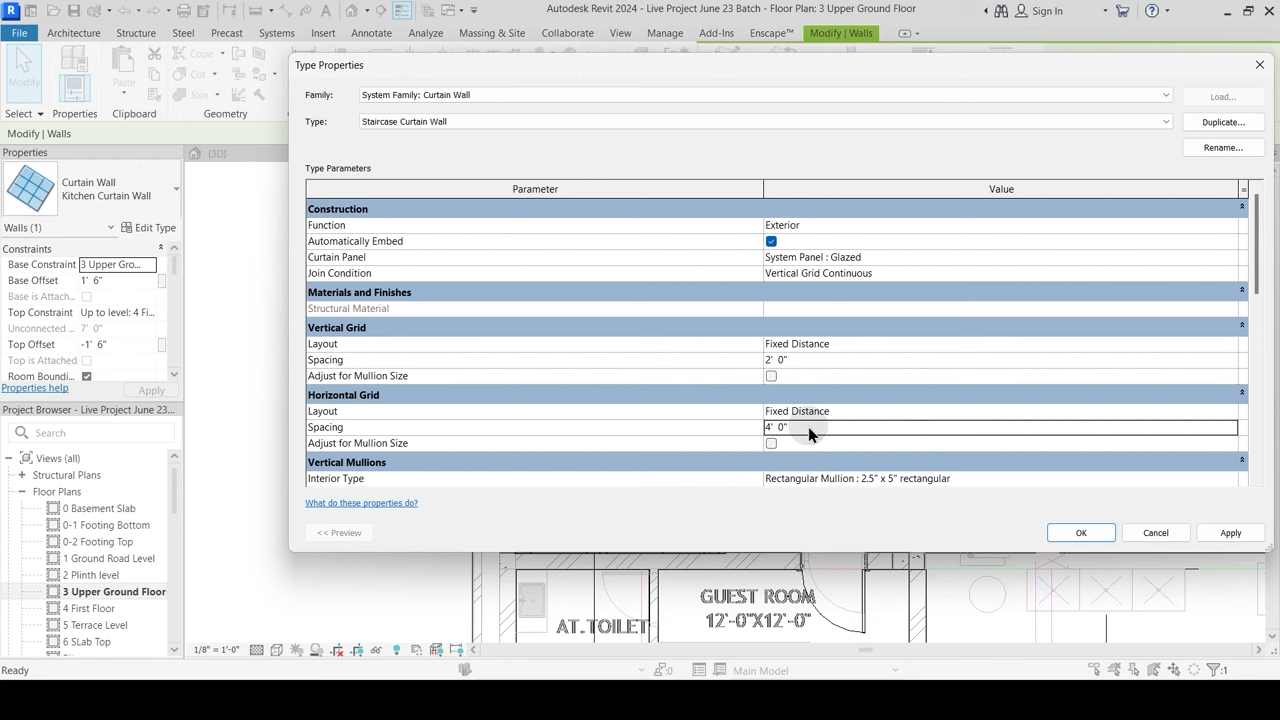 Autodesk Revit 2024 - Live Project June 23 Batch - Floor Plan: 3 Upper Ground Floor
Sign In
File Architecture Structure Steel Precast Systems Insert Annotate Analyze Massing & Site Collaborate View Manage Add-Ins Enscape™ Modify | Walls
Modify
Paste
Cope
Cut
Join
Select Properties Clipboard Geometry
Modify | Walls
Properties
Curtain Wall
Kitchen Curtain Wall
Walls (1)
Edit Type
Constraints
Base Constraint 3 Upper Gro...
Base Offset 1' 6"
Base is Attach...
Top Constraint Up to level: 4 Fi...
Unconnected ... 7' 0"
Top Offset -1' 6"
Top is Attached
Room Boundi...
Properties help
Apply
Project Browser - Live Project June 23...
Search
Views (all)
Structural Plans
Floor Plans
0 Basement Slab
0-1 Footing Bottom
0-2 Footing Top
1 Ground Road Level
2 Plinth level
3 Upper Ground Floor
4 First Floor
5 Terrace Level
6 Slab Top
{3D}
Type Properties
Family: System Family: Curtain Wall
Load...
Type: Staircase Curtain Wall
Duplicate...
Rename...
Type Parameters
Parameter Value =
Construction
Function Exterior
Automatically Embed
Curtain Panel System Panel : Glazed
Join Condition Vertical Grid Continuous
Materials and Finishes
Structural Material
Vertical Grid
Layout Fixed Distance
Spacing 2' 0"
Adjust for Mullion Size
Horizontal Grid
Layout Fixed Distance
Spacing 4' 0"
Adjust for Mullion Size
Vertical Mullions
Interior Type Rectangular Mullion : 2.5" x 5" rectangular
What do these properties do?
<< Preview
OK Cancel Apply
GUEST ROOM
12'-0"X12'-0"
AT.TOILET
1/8" = 1'-0"
Ready
:0
Main Model
:1